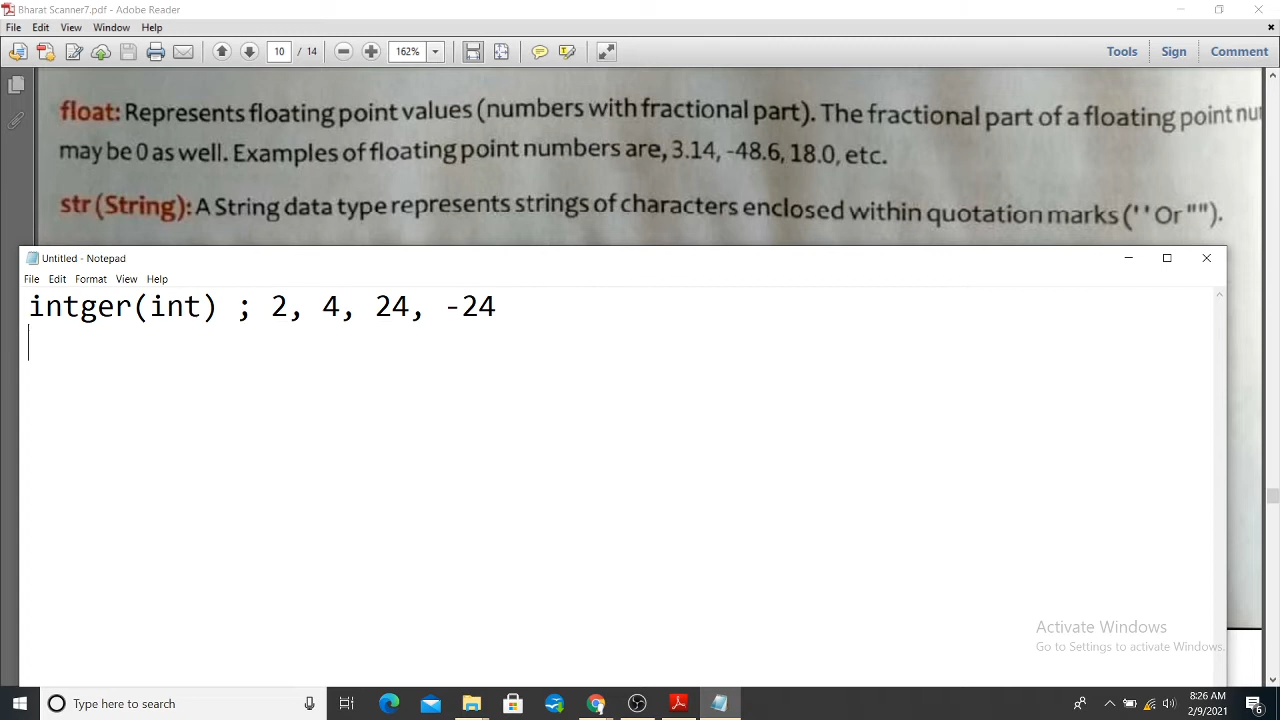 Bharat Scanner7.pdf - Adobe Reader
File Edit View Window Help
10 / 14 162% Tools Sign Comment
float: Represents floating point values (numbers with fractional part). The fractional part of a floating point nu
may be 0 as well. Examples of floating point numbers are, 3.14, -48.6, 18.0, etc.
str (String): A String data type represents strings of characters enclosed within quotation marks (' ' Or "").
Untitled - Notepad
File Edit Format View Help
intger(int) ; 2, 4, 24, -24
Activate Windows
Go to Settings to activate Windows.
Type here to search
8:26 AM
2/9/2021
6